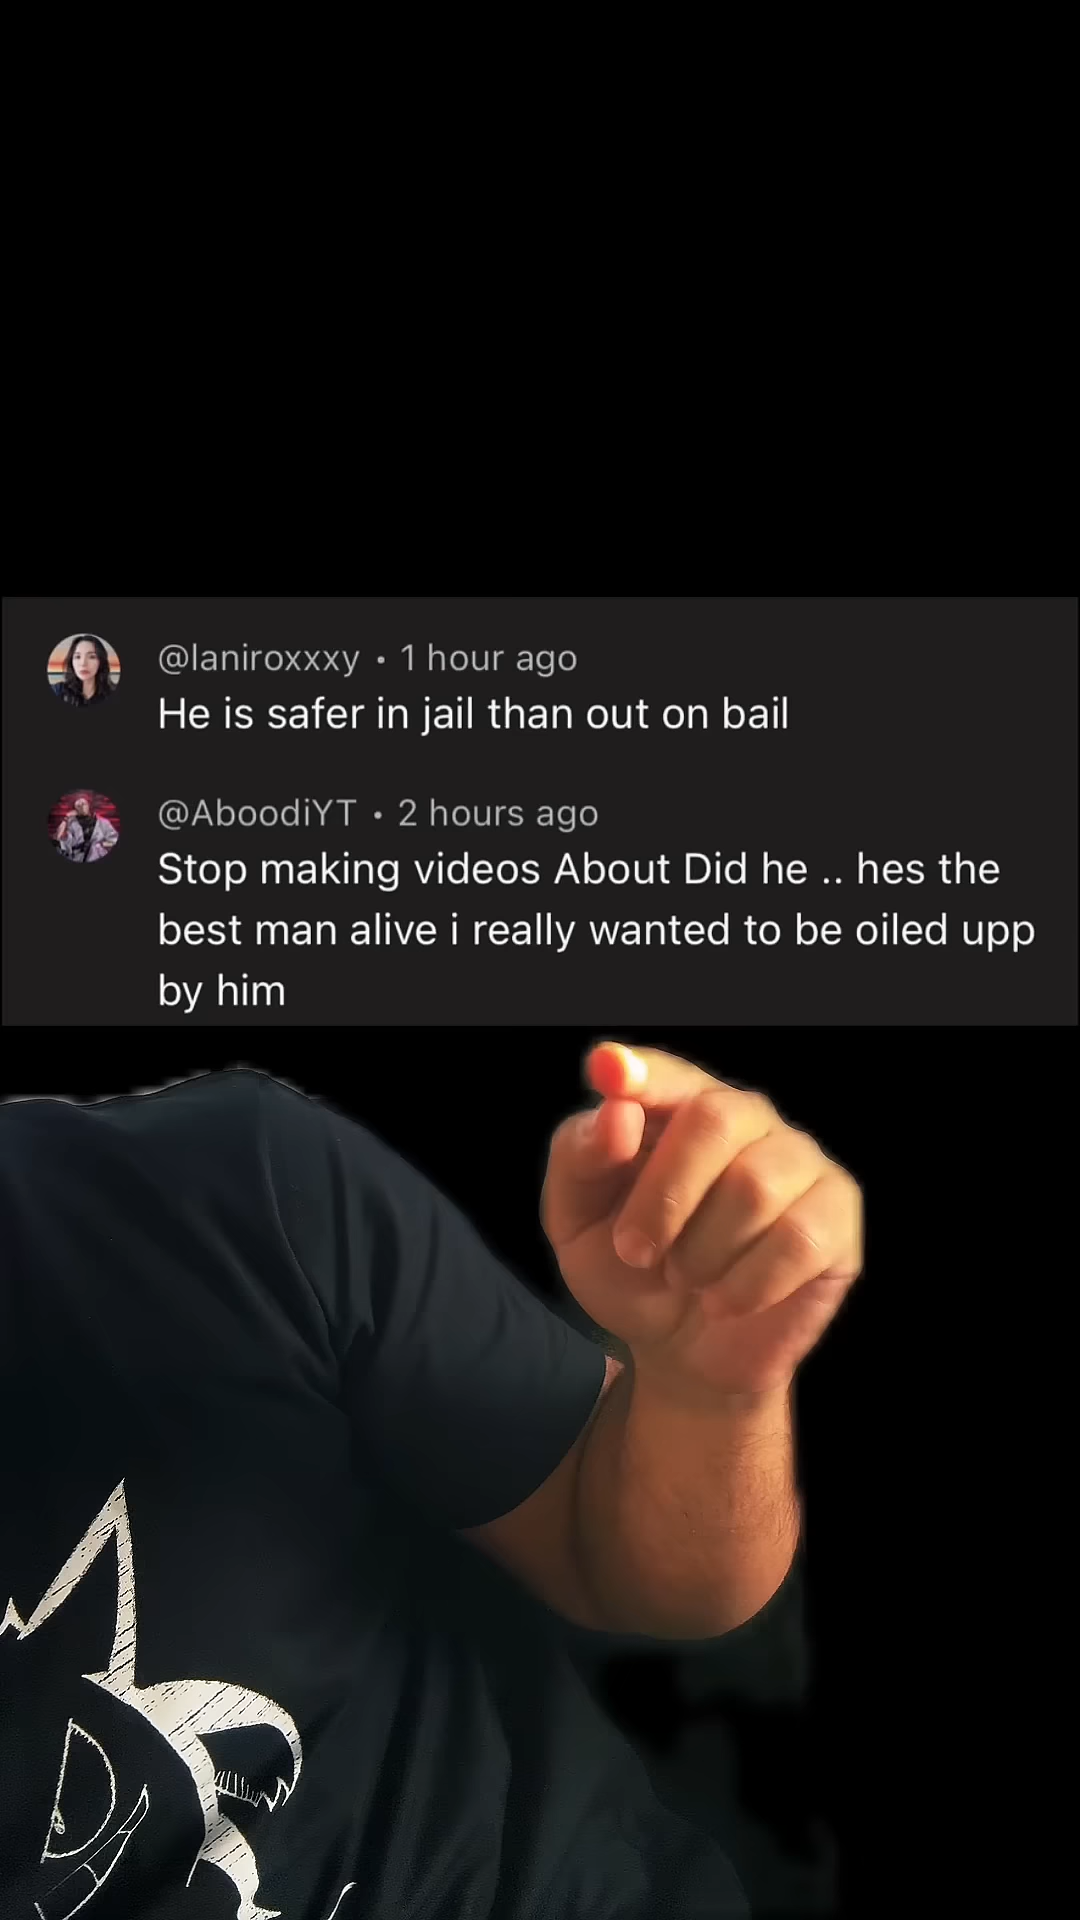 @laniroxxxy • 1 hour ago
He is safer in jail than out on bail
@AboodiYT • 2 hours ago
Stop making videos About Did he .. hes the
best man alive i really wanted to be oiled upp
by him